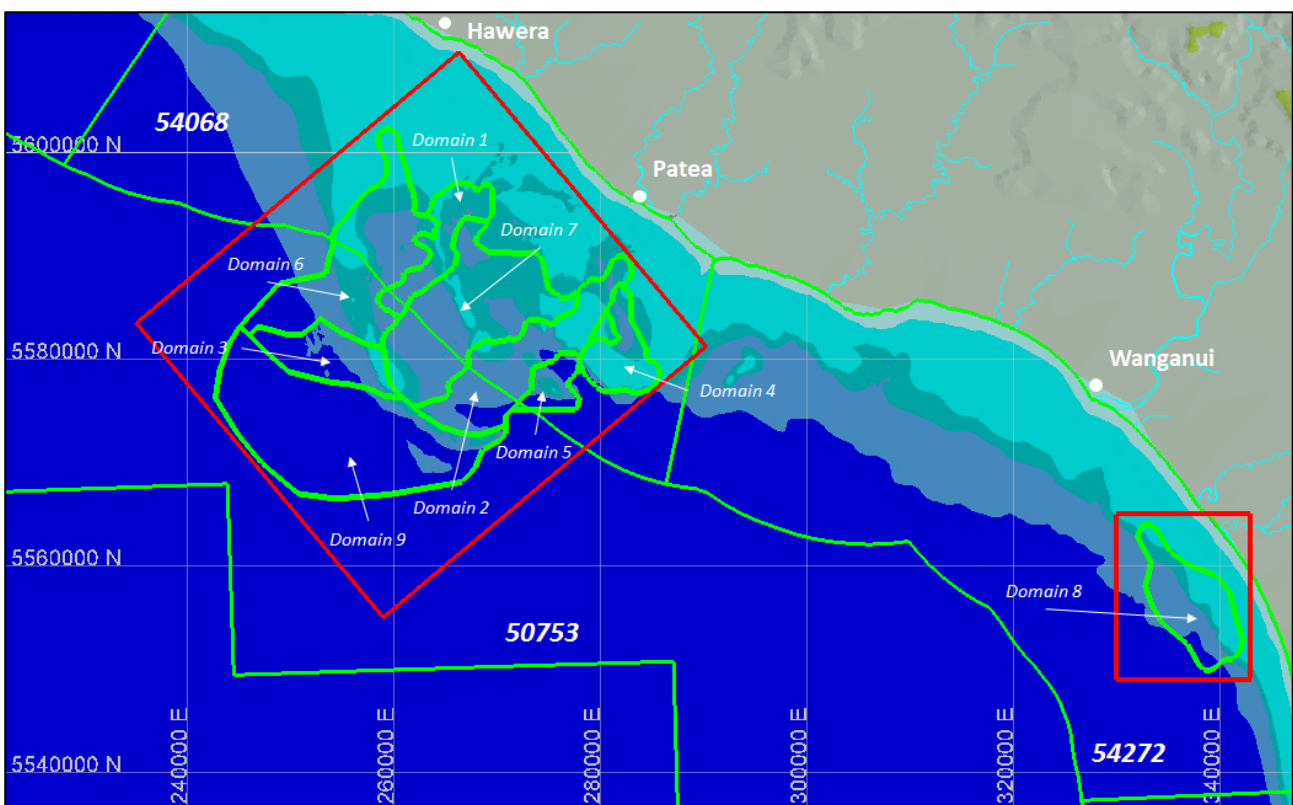 Hawera
54068
Domain 1
5600000 N
Patea
Domain 7
Domain 6
Domain 3
5580000 N
Wanganui
Domain 4
Domain 5
Domain 2
Domain 9
5560000 N
Domain 8
50753
240000 E
260000 E
280000 E
300000 E
320000 E
340000 E
54272
5540000 N